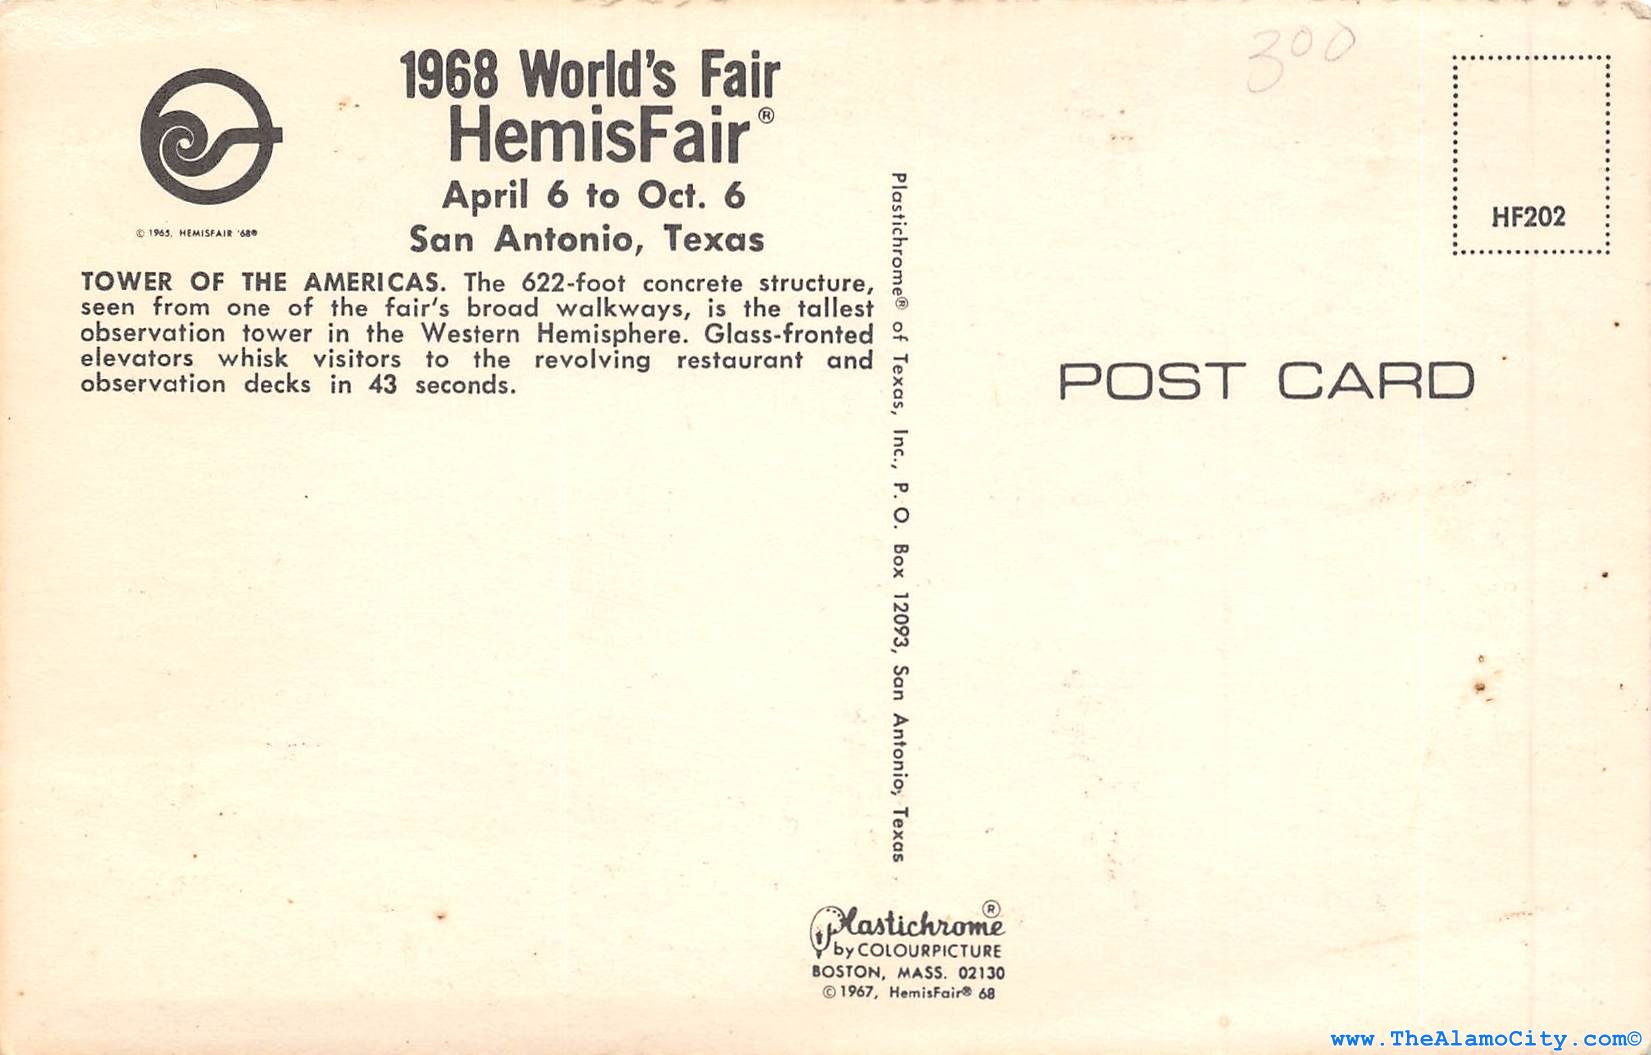 1968 World's Fair
HemisFair®
April 6 to Oct. 6
San Antonio, Texas
© 1965, HEMISFAIR '68®
TOWER OF THE AMERICAS. The 622-foot concrete structure,
seen from one of the fair's broad walkways, is the tallest
observation tower in the Western Hemisphere. Glass-fronted
elevators whisk visitors to the revolving restaurant and
observation decks in 43 seconds.
Plastichrome® of Texas, Inc., P. O. Box 12093, San Antonio, Texas
Plastichrome®
by COLOURPICTURE
BOSTON, MASS. 02130
© 1967, HemisFair® 68
300
HF202
POST CARD
www.TheAlamoCity.com©